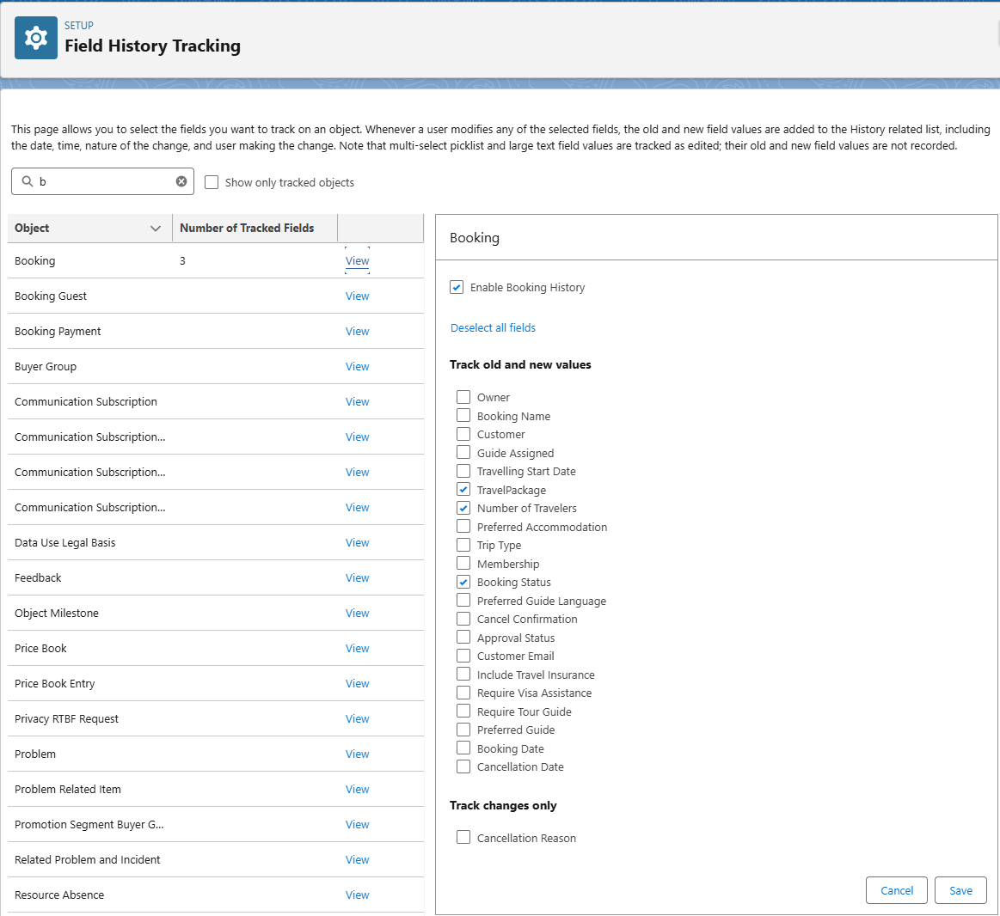 SETUP
Field History Tracking
This page allows you to select the fields you want to track on an object. Whenever a user modifies any of the selected fields, the old and new field values are added to the History related list, including
the date, time, nature of the change, and user making the change. Note that multi-select picklist and large text field values are tracked as edited; their old and new field values are not recorded.
b
Show only tracked objects
Object Number of Tracked Fields
Booking 3 View
Booking Guest View
Booking Payment View
Buyer Group View
Communication Subscription View
Communication Subscription... View
Communication Subscription... View
Communication Subscription... View
Data Use Legal Basis View
Feedback View
Object Milestone View
Price Book View
Price Book Entry View
Privacy RTBF Request View
Problem View
Problem Related Item View
Promotion Segment Buyer G... View
Related Problem and Incident View
Resource Absence View
Booking
Enable Booking History
Deselect all fields
Track old and new values
Owner
Booking Name
Customer
Guide Assigned
Travelling Start Date
TravelPackage
Number of Travelers
Preferred Accommodation
Trip Type
Membership
Booking Status
Preferred Guide Language
Cancel Confirmation
Approval Status
Customer Email
Include Travel Insurance
Require Visa Assistance
Require Tour Guide
Preferred Guide
Booking Date
Cancellation Date
Track changes only
Cancellation Reason
Cancel Save